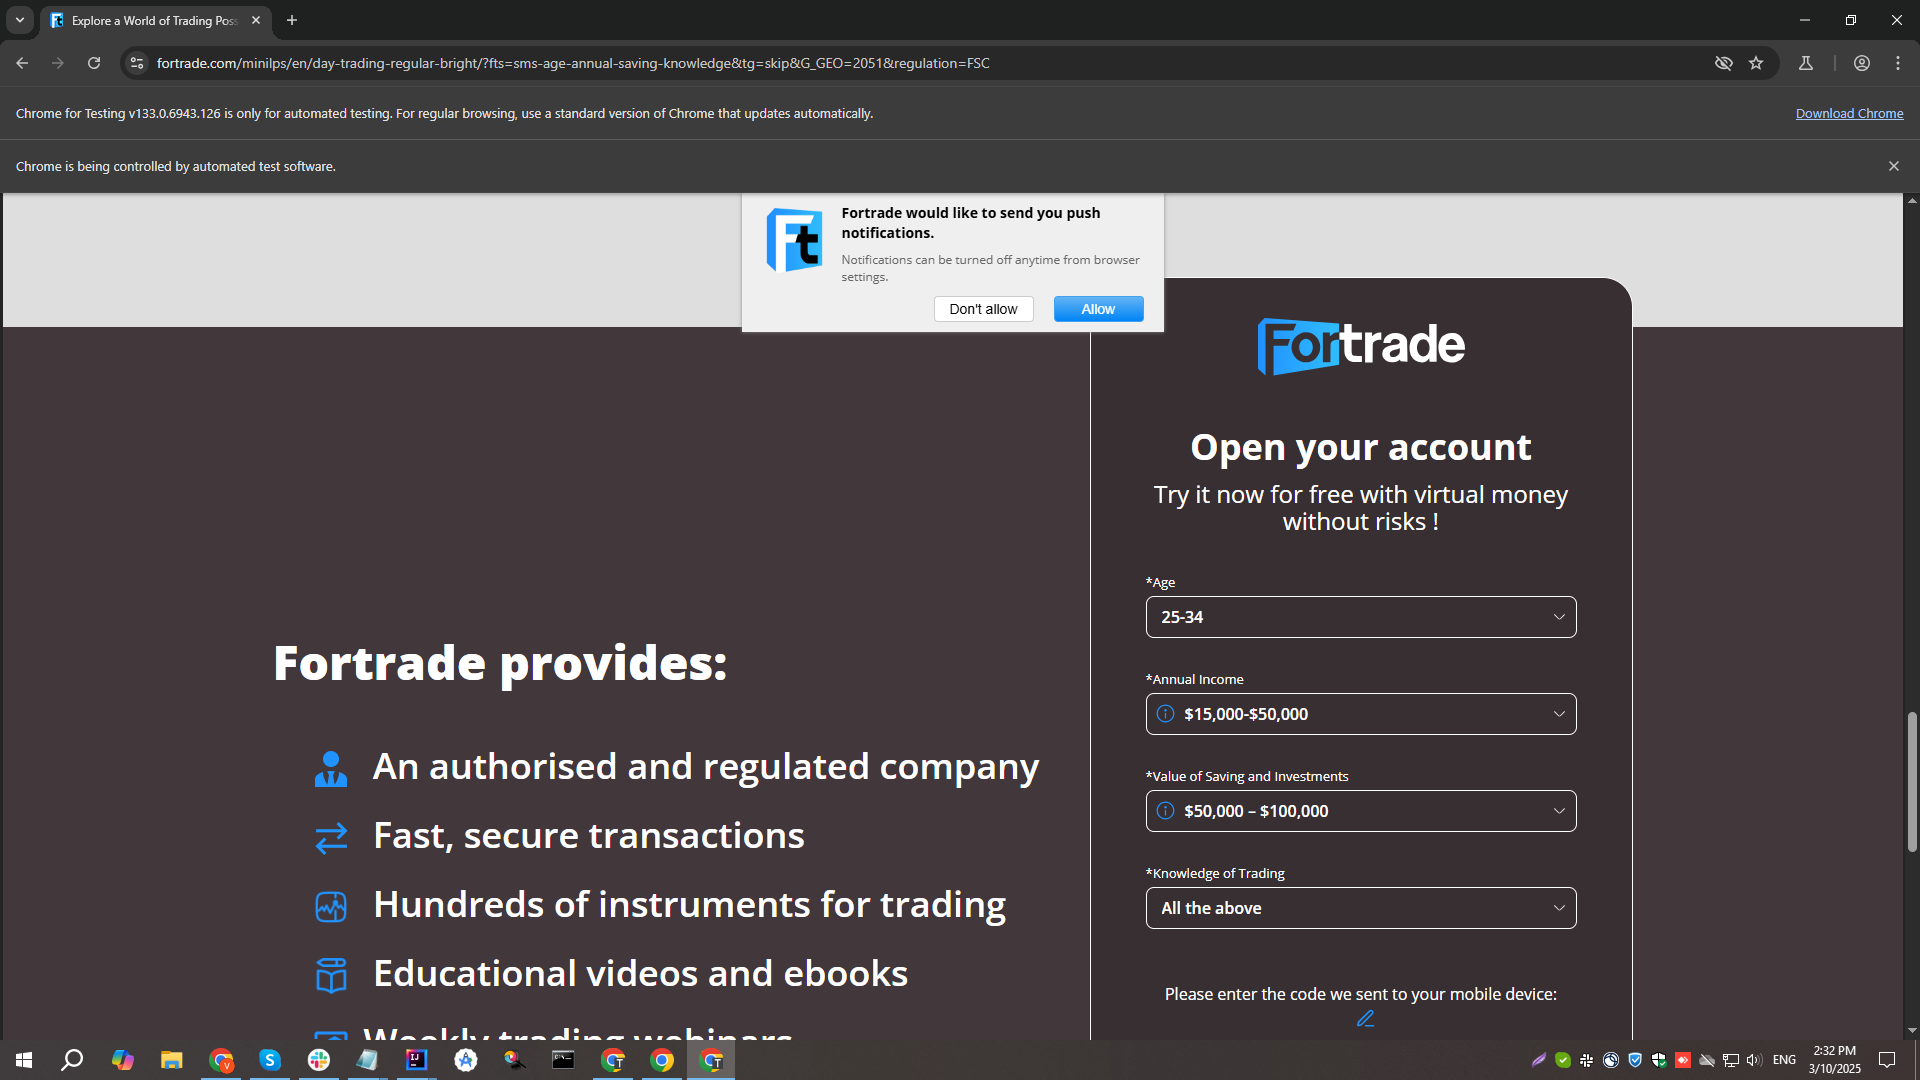 Explore a World of Trading Pos
fortrade.com/minilps/en/day-trading-regular-bright/?fts=sms-age-annual-saving-knowledge&tg=skip&G_GEO=2051&regulation=FSC
Chrome for Testing v133.0.6943.126 is only for automated testing. For regular browsing, use a standard version of Chrome that updates automatically.
Download Chrome
Chrome is being controlled by automated test software.
Ft
Fortrade would like to send you push
notifications.
Notifications can be turned off anytime from browser
settings.
Don't allow
Allow
Fortrade
Open your account
Try it now for free with virtual money
without risks !
*Age
25-34
*Annual Income
$15,000-$50,000
*Value of Saving and Investments
$50,000 – $100,000
*Knowledge of Trading
All the above
Please enter the code we sent to your mobile device:
Fortrade provides:
An authorised and regulated company
Fast, secure transactions
Hundreds of instruments for trading
Educational videos and ebooks
Weekly trading webinars
ENG
2:32 PM
3/10/2025